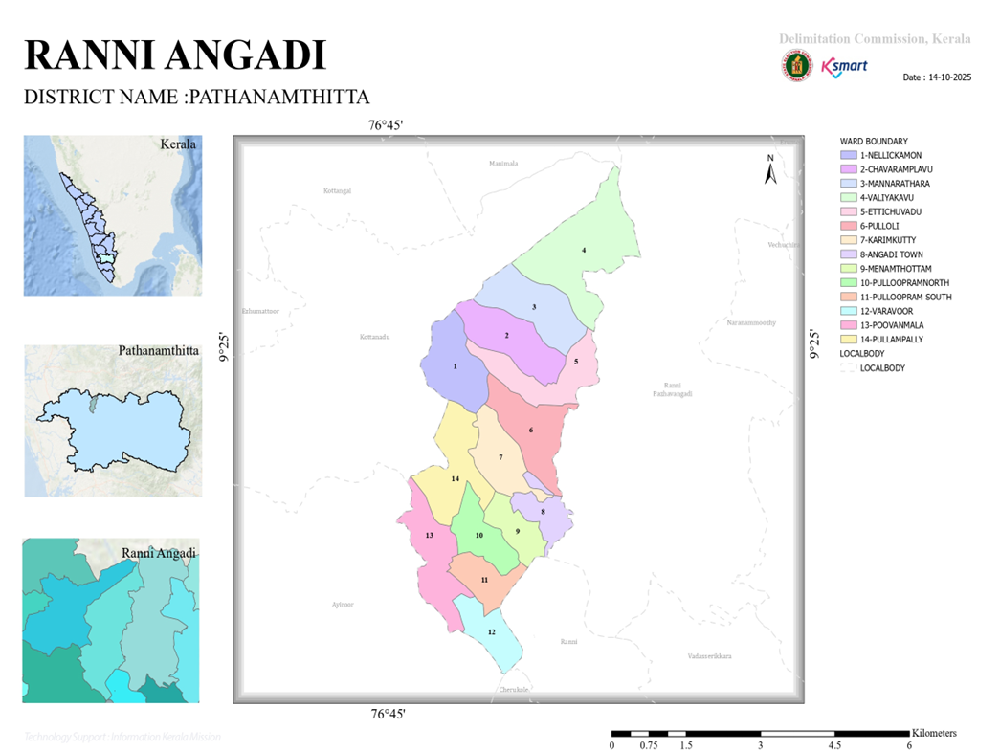 RANNI ANGADI
DISTRICT NAME :PATHANAMTHITTA
Delimitation Commission, Kerala
Ksmart
Date : 14-10-2025
Kerala
Pathanamthitta
Ranni Angadi
76°45'
9°25'
9°25'
76°45'
N
Manimala
Kottangal
Vechuchira
Ezhumattoor
Kottanadu
Naranammoozhy
Ranni
Pazhavangadi
Ayiroor
Ranni
Vadasserikkara
Cherukole
4
3
2
5
1
6
7
14
8
9
13
10
11
12
WARD BOUNDARY
1-NELLICKAMON
2-CHAVARAMPLAVU
3-MANNARATHARA
4-VALIYAKAVU
5-ETTICHUVADU
6-PULLOLI
7-KARIMKUTTY
8-ANGADI TOWN
9-MENAMTHOTTAM
10-PULLOOPRAMNORTH
11-PULLOOPRAM SOUTH
12-VARAVOOR
13-POOVANMALA
14-PULLAMPALLY
LOCALBODY
LOCALBODY
Technology Support : Information Kerala Mission
Kilometers
0 0.75 1.5 3 4.5 6